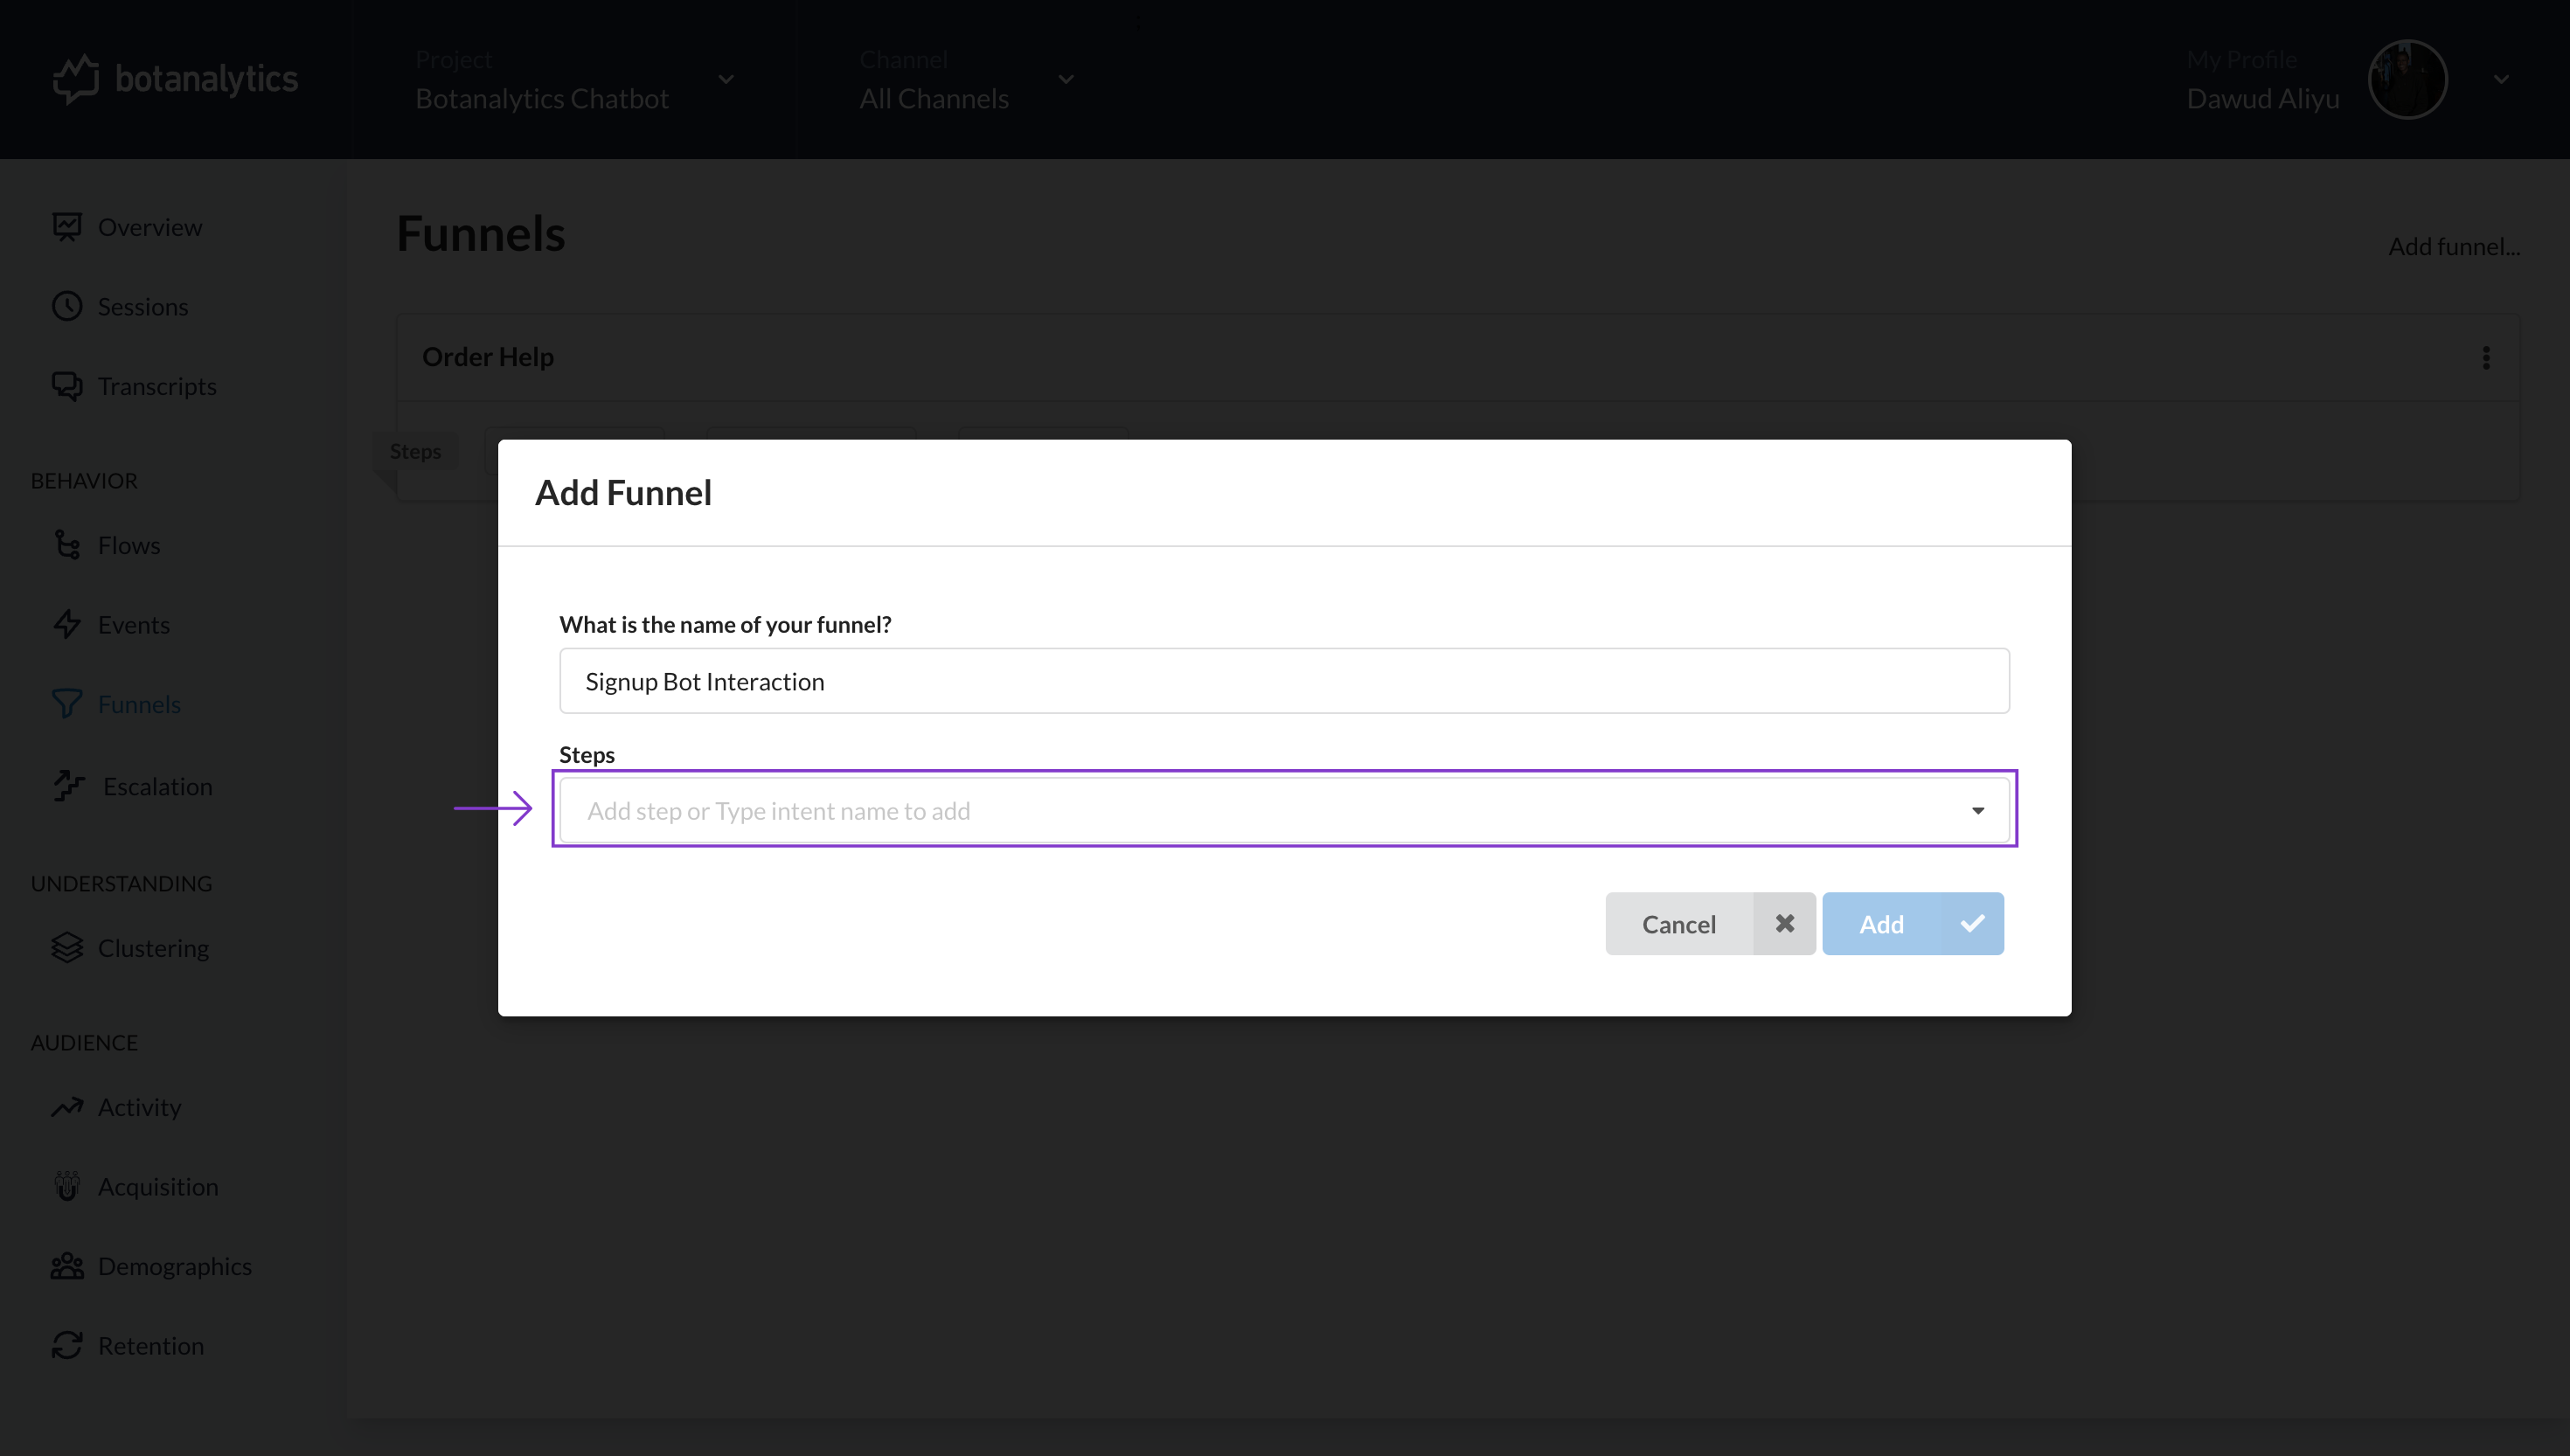 botanalytics
Project
Botanalytics Chatbot
Channel
All Channels
My Profile
Dawud Aliyu
Overview
Sessions
Transcripts
BEHAVIOR
Flows
Events
Funnels
Escalation
UNDERSTANDING
Clustering
AUDIENCE
Activity
Acquisition
Demographics
Retention
Funnels
Add funnel...
Order Help
Steps
Add Funnel
What is the name of your funnel?
Signup Bot Interaction
Steps
Add step or Type intent name to add
Cancel
Add